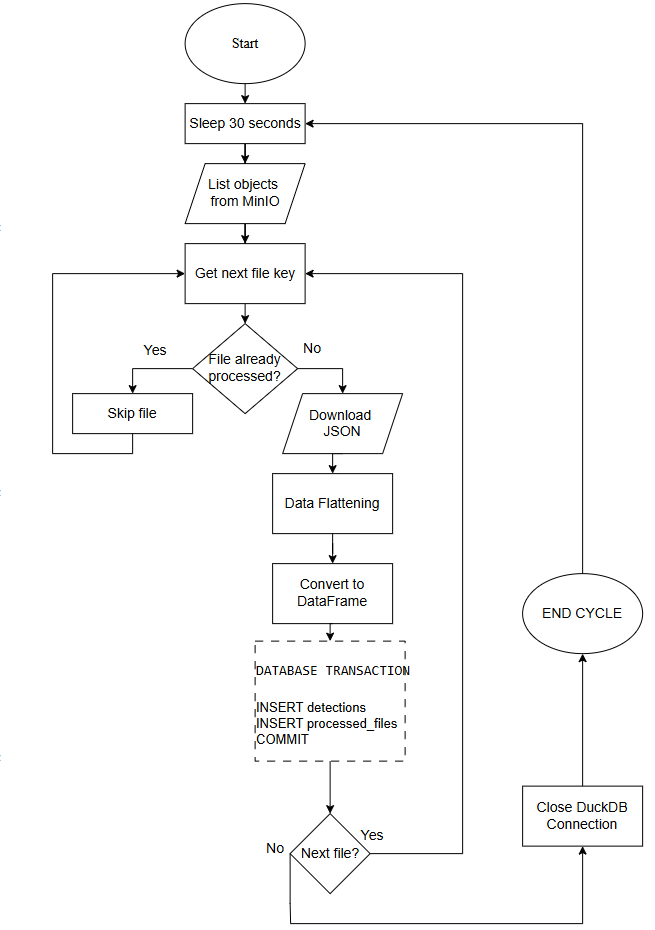 Start
Sleep 30 seconds
List objects
from MinIO
Get next file key
Yes
No
File already
processed?
Skip file
Download
JSON
Data Flattening
Convert to
DataFrame
END CYCLE
DATABASE TRANSACTION
INSERT detections
INSERT processed_files
COMMIT
Close DuckDB
Connection
Yes
No
Next file?